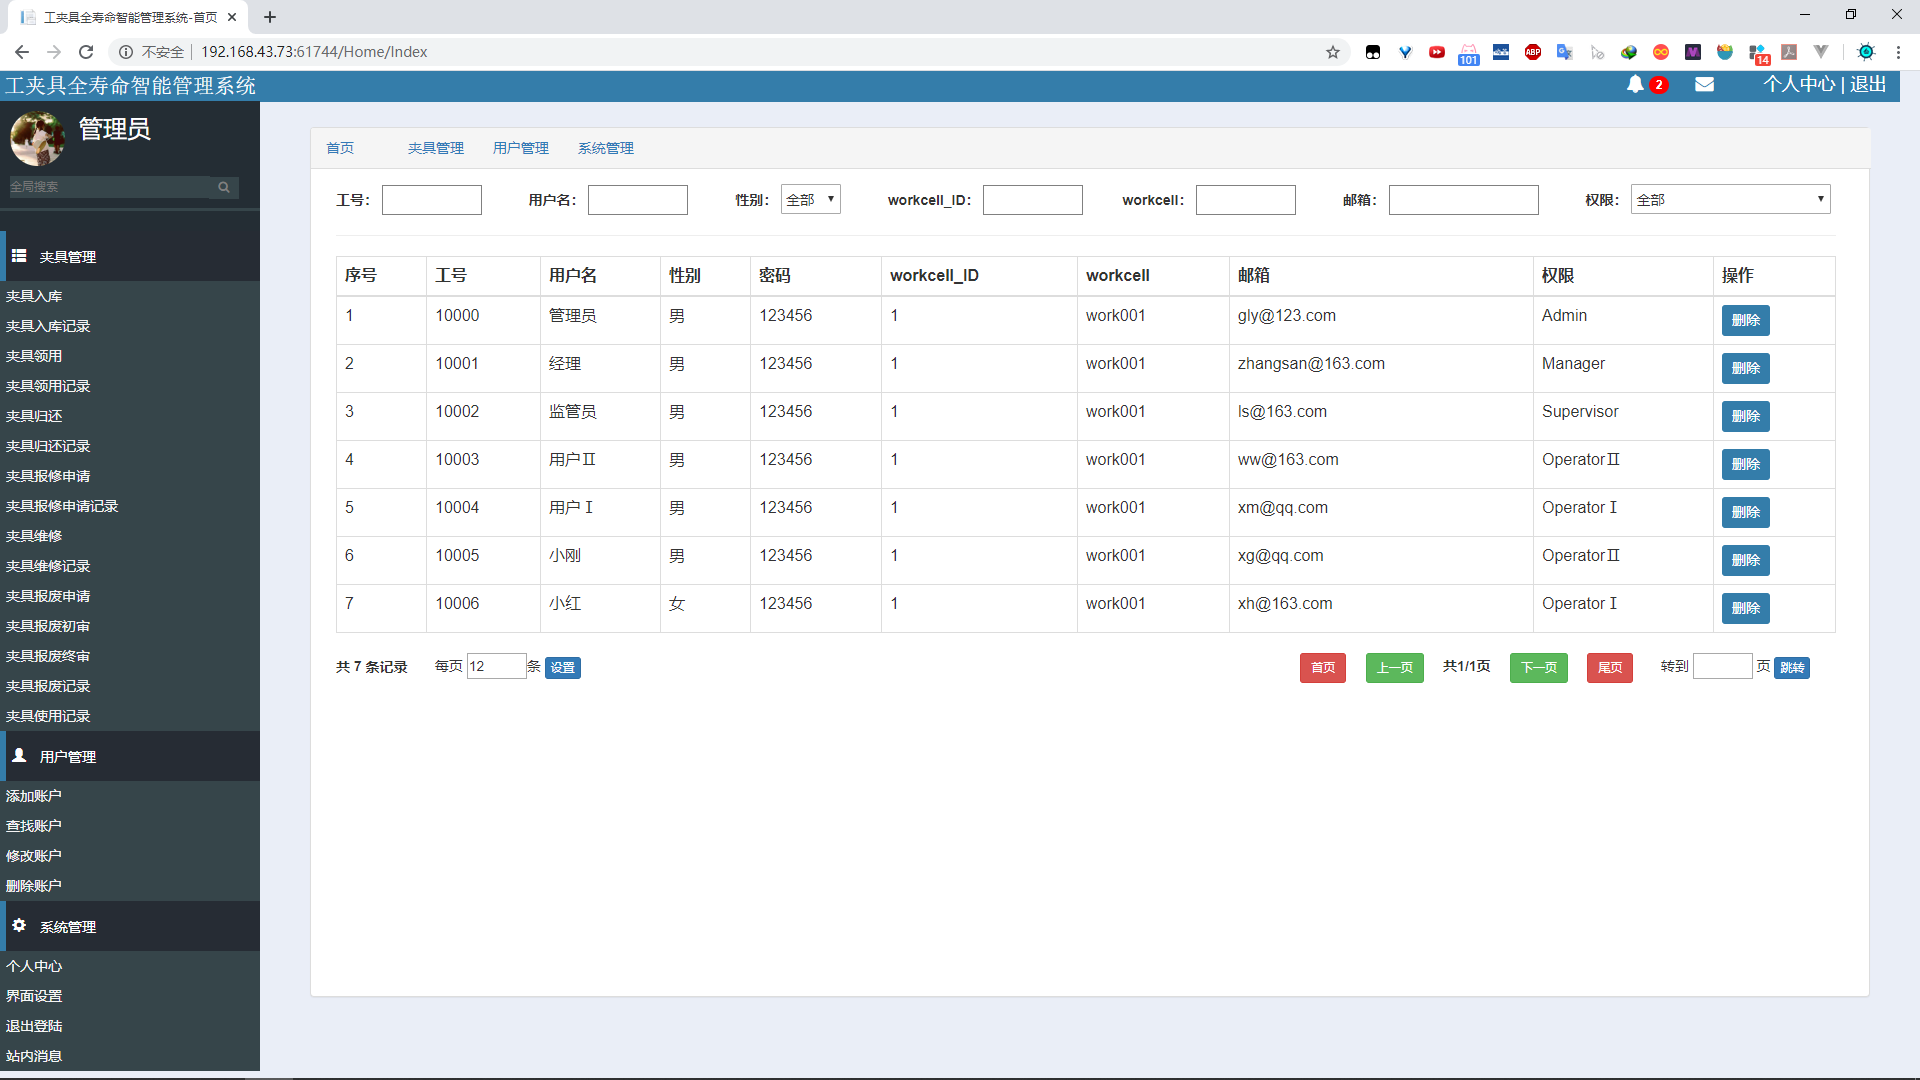 工夹具全寿命智能管理系统-首页
不安全 192.168.43.73:61744/Home/Index
101
ABP
14
工夹具全寿命智能管理系统
2
个人中心 | 退出
管理员
全局搜索
夹具管理
夹具入库
夹具入库记录
夹具领用
夹具领用记录
夹具归还
夹具归还记录
夹具报修申请
夹具报修申请记录
夹具维修
夹具维修记录
夹具报废申请
夹具报废初审
夹具报废终审
夹具报废记录
夹具使用记录
用户管理
添加账户
查找账户
修改账户
删除账户
系统管理
个人中心
界面设置
退出登陆
站内消息
首页 夹具管理 用户管理 系统管理
工号: 用户名: 性别: 全部 workcell_ID: workcell: 邮箱: 权限: 全部
序号 工号 用户名 性别 密码 workcell_ID workcell 邮箱 权限 操作
1 10000 管理员 男 123456 1 work001 gly@123.com Admin 删除
2 10001 经理 男 123456 1 work001 zhangsan@163.com Manager 删除
3 10002 监管员 男 123456 1 work001 ls@163.com Supervisor 删除
4 10003 用户Ⅱ 男 123456 1 work001 ww@163.com OperatorⅡ 删除
5 10004 用户Ⅰ 男 123456 1 work001 xm@qq.com OperatorⅠ 删除
6 10005 小刚 男 123456 1 work001 xg@qq.com OperatorⅡ 删除
7 10006 小红 女 123456 1 work001 xh@163.com OperatorⅠ 删除
共 7 条记录 每页 12 条 设置 首页 上一页 共1/1页 下一页 尾页 转到 页 跳转